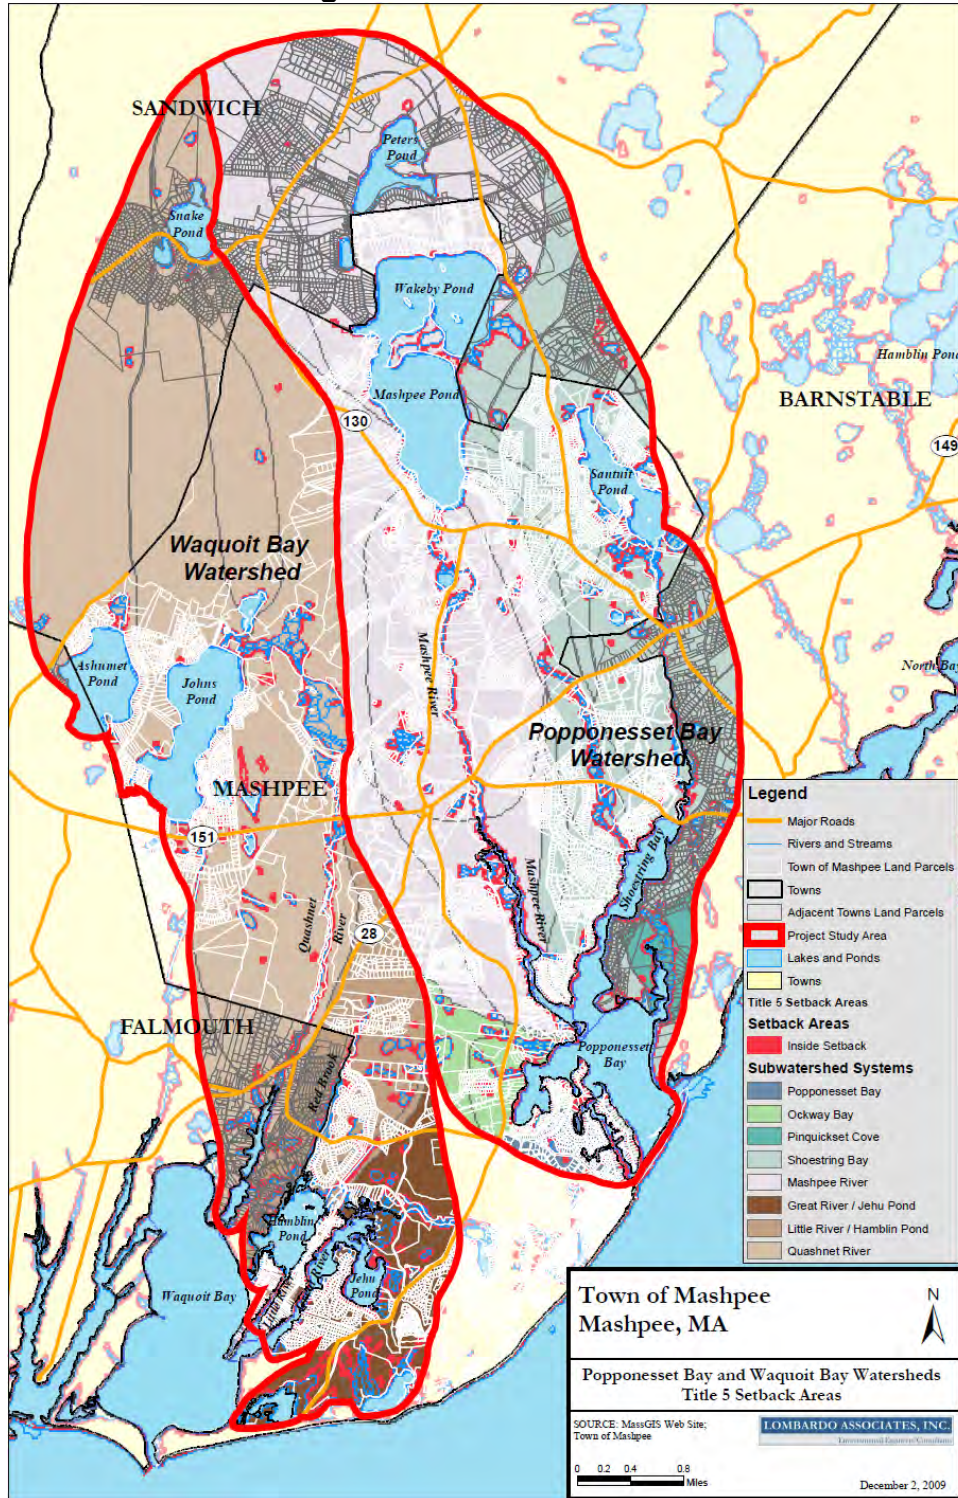 SANDWICH
Peters
Pond
Snake
Pond
Wakeby Pond
Hamblin Pond
Mashpee Pond
BARNSTABLE
130
149
Santuit
Pond
Waquoit Bay
Watershed
Mashpee River
Ashumet
Pond
Johns
Pond
North Bay
Popponesset Bay
Watershed
MASHPEE
151
Shoestring Bay
Mashpee River
Quashnet
River
28
FALMOUTH
Popponesset
Bay
Red Brook
Hamblin
Pond
Little River
River
Jehu
Pond
Waquoit Bay
Legend
Major Roads
Rivers and Streams
Town of Mashpee Land Parcels
Towns
Adjacent Towns Land Parcels
Project Study Area
Lakes and Ponds
Towns
Title 5 Setback Areas
Setback Areas
Inside Setback
Subwatershed Systems
Popponesset Bay
Ockway Bay
Pinquickset Cove
Shoestring Bay
Mashpee River
Great River / Jehu Pond
Little River / Hamblin Pond
Quashnet River
Town of Mashpee
Mashpee, MA
N
Popponesset Bay and Waquoit Bay Watersheds
Title 5 Setback Areas
SOURCE: MassGIS Web Site;
Town of Mashpee
LOMBARDO ASSOCIATES, INC.
Environmental Engineers/Consultants
0 0.2 0.4 0.8
Miles
December 2, 2009